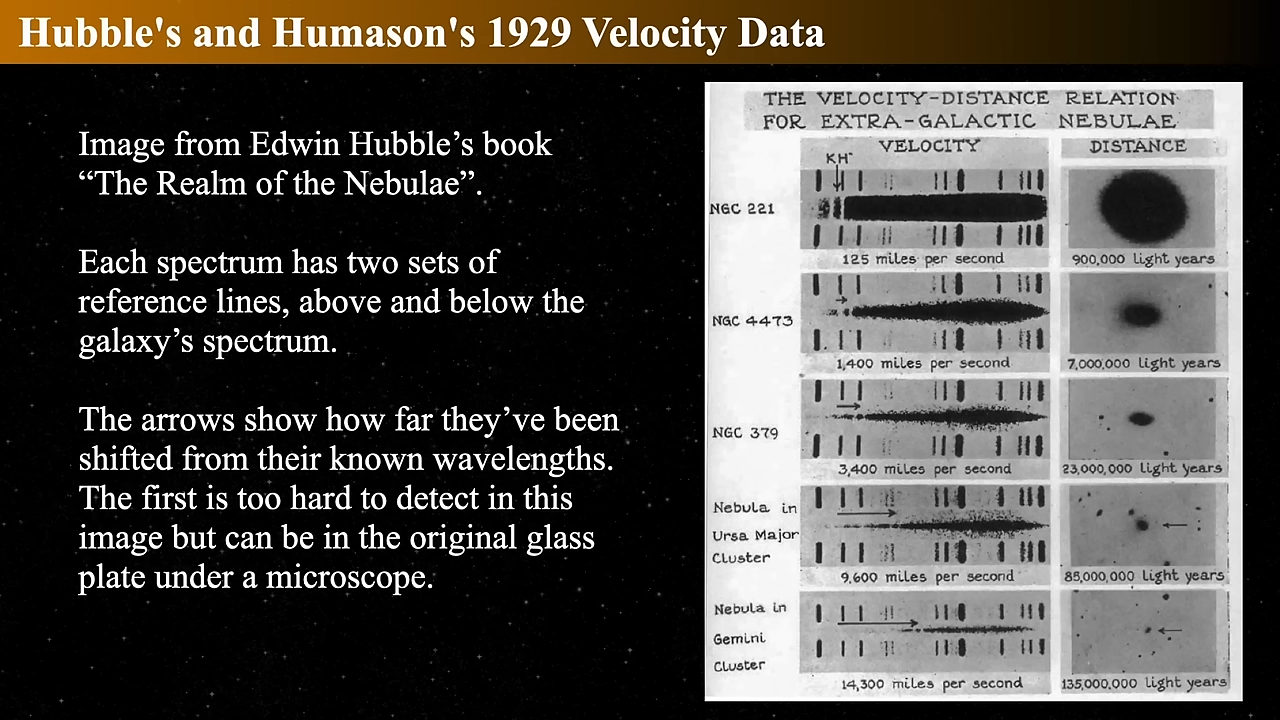 Hubble's and Humason's 1929 Velocity Data
Image from Edwin Hubble’s book
“The Realm of the Nebulae”.
Each spectrum has two sets of
reference lines, above and below the
galaxy’s spectrum.
The arrows show how far they’ve been
shifted from their known wavelengths.
The first is too hard to detect in this
image but can be in the original glass
plate under a microscope.
THE VELOCITY-DISTANCE RELATION
FOR EXTRA-GALACTIC NEBULAE
VELOCITY
DISTANCE
KH
NGC 221
125 miles per second
900,000 light years
NGC 4473
1,400 miles per second
7,000,000 light years
NGC 379
3,400 miles per second
23,000,000 light years
Nebula in
Ursa Major
Cluster
9,600 miles per second
85,000,000 light years
Nebula in
Gemini
Cluster
14,300 miles per second
135,000,000 light years